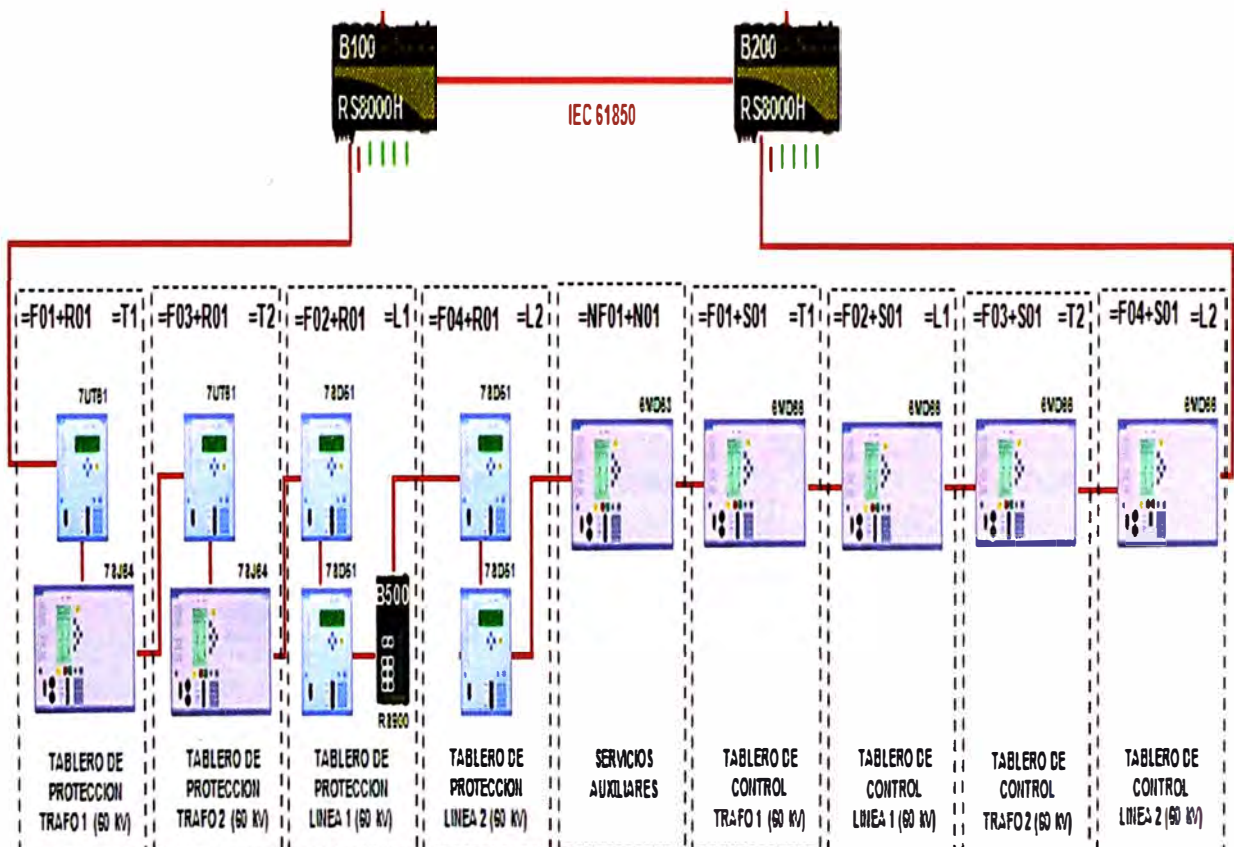 B100
RS8000H
B200
RS8000H
IEC 61850
=F01+R01 =T1
=F03+R01 =T2
=F02+R01 =L1
=F04+R01 =L2
=NF01+N01
=F01+S01 =T1
=F02+S01 =L1
=F03+S01 =T2
=F04+S01 =L2
7UT61
7UT61
7SD61
7SD61
6MD63
6MD66
6MD66
6MD66
6MD66
7SJ64
7SJ64
7SD61
B500
7SD61
RS900
TABLERO DE
PROTECCION
TRAFO 1 (60 KV)
TABLERO DE
PROTECCION
TRAFO 2 (60 KV)
TABLERO DE
PROTECCION
LINEA 1 (60 KV)
TABLERO DE
PROTECCION
LINEA 2 (60 KV)
SERVICIOS
AUXILIARES
TABLERO DE
CONTROL
TRAFO 1 (60 KV)
TABLERO DE
CONTROL
LINEA 1 (60 KV)
TABLERO DE
CONTROL
TRAFO 2 (60 KV)
TABLERO DE
CONTROL
LINEA 2 (60 KV)